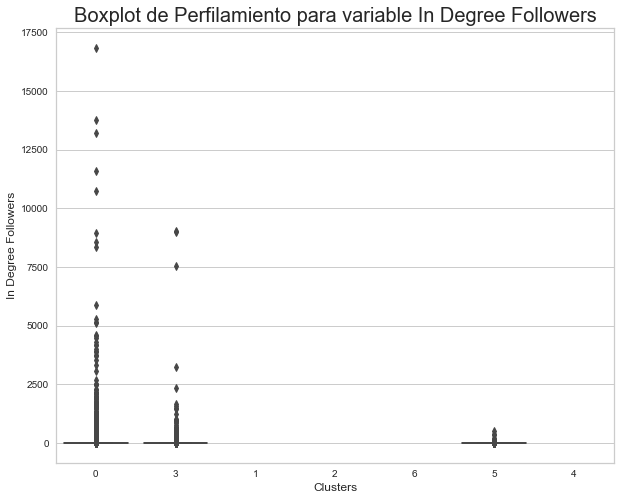 Boxplot de Perfilamiento para variable In Degree Followers
17500
15000
12500
10000
7500
5000
2500
0
In Degree Followers
0 3 1 2 6 5 4
Clusters